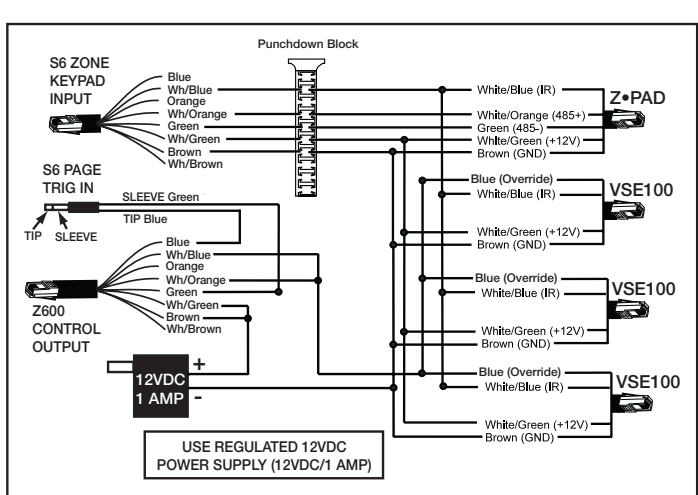 Punchdown Block
S6 ZONE
KEYPAD
INPUT
Blue
Wh/Blue
Orange
Wh/Orange
Green
Wh/Green
Brown
Wh/Brown
White/Blue (IR)
White/Orange (485+)
Green (485-)
White/Green (+12V)
Brown (GND)
Z•PAD
S6 PAGE
TRIG IN
SLEEVE Green
TIP Blue
TIP
SLEEVE
Blue (Override)
White/Blue (IR)
White/Green (+12V)
Brown (GND)
VSE100
Blue
Wh/Blue
Orange
Wh/Orange
Green
Wh/Green
Brown
Wh/Brown
Z600
CONTROL
OUTPUT
Blue (Override)
White/Blue (IR)
White/Green (+12V)
Brown (GND)
VSE100
12VDC
1 AMP
+
-
Blue (Override)
White/Blue (IR)
White/Green (+12V)
Brown (GND)
VSE100
USE REGULATED 12VDC
POWER SUPPLY (12VDC/1 AMP)